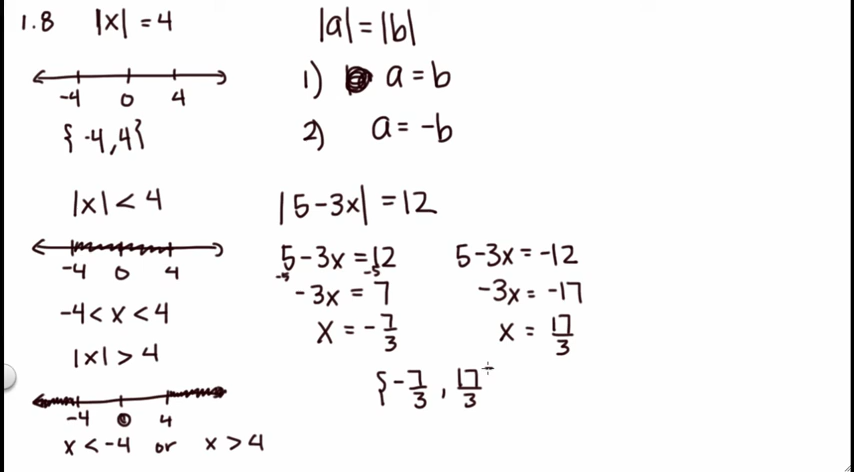 1.8 |x| = 4
-4 0 4
{-4,4}
|x| < 4
-4 0 4
-4 < x < 4
|x| > 4
-4 0 4
x < -4 or x > 4
|a| = |b|
1) a = b
2) a = -b
|5-3x| = 12
5-3x = 12
-5 -5
-3x = 7
x = -7/3
5-3x = -12
-3x = -17
x = 17/3
{-7/3, 17/3